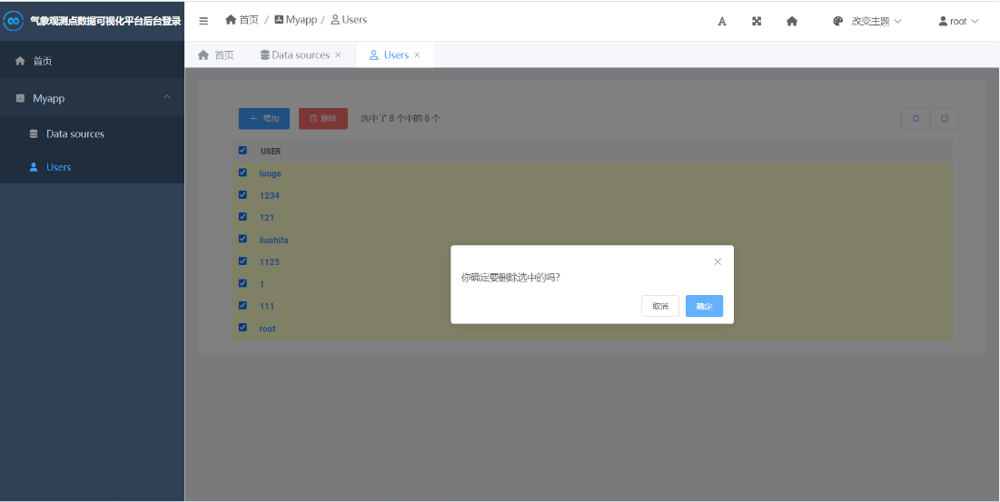 气象观测点数据可视化平台后台登录
首页 / Myapp / Users
A
改变主题
root
首页
Data sources ×
Users ×
首页
Myapp
Data sources
Users
+ 增加
删除
选中了 8 个中的 8 个
USER
luoge
1234
121
liushifa
1123
1
111
root
你确定要删除选中的吗?
取消
确定